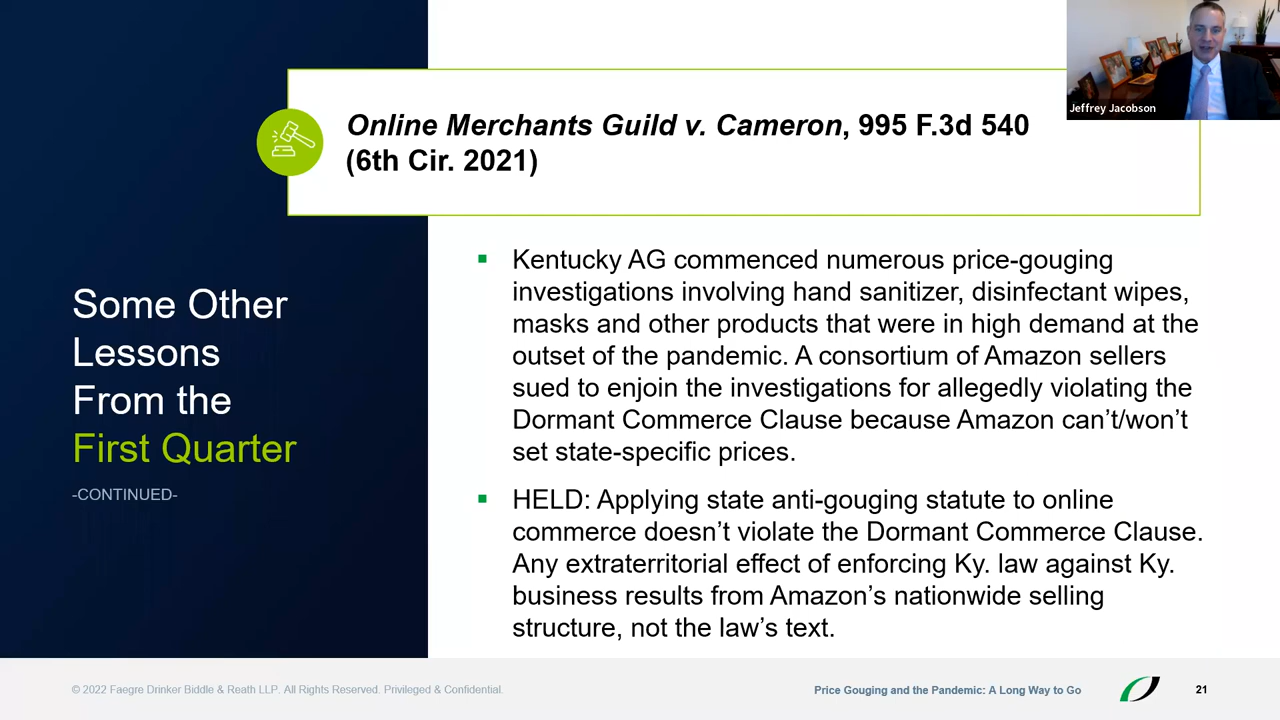 Jeffrey Jacobson
Online Merchants Guild v. Cameron, 995 F.3d 540
(6th Cir. 2021)
Some Other
Lessons
From the
First Quarter
-CONTINUED-
▪ Kentucky AG commenced numerous price-gouging
investigations involving hand sanitizer, disinfectant wipes,
masks and other products that were in high demand at the
outset of the pandemic. A consortium of Amazon sellers
sued to enjoin the investigations for allegedly violating the
Dormant Commerce Clause because Amazon can’t/won’t
set state-specific prices.
▪ HELD: Applying state anti-gouging statute to online
commerce doesn’t violate the Dormant Commerce Clause.
Any extraterritorial effect of enforcing Ky. law against Ky.
business results from Amazon’s nationwide selling
structure, not the law’s text.
© 2022 Faegre Drinker Biddle & Reath LLP. All Rights Reserved. Privileged & Confidential.
Price Gouging and the Pandemic: A Long Way to Go
21